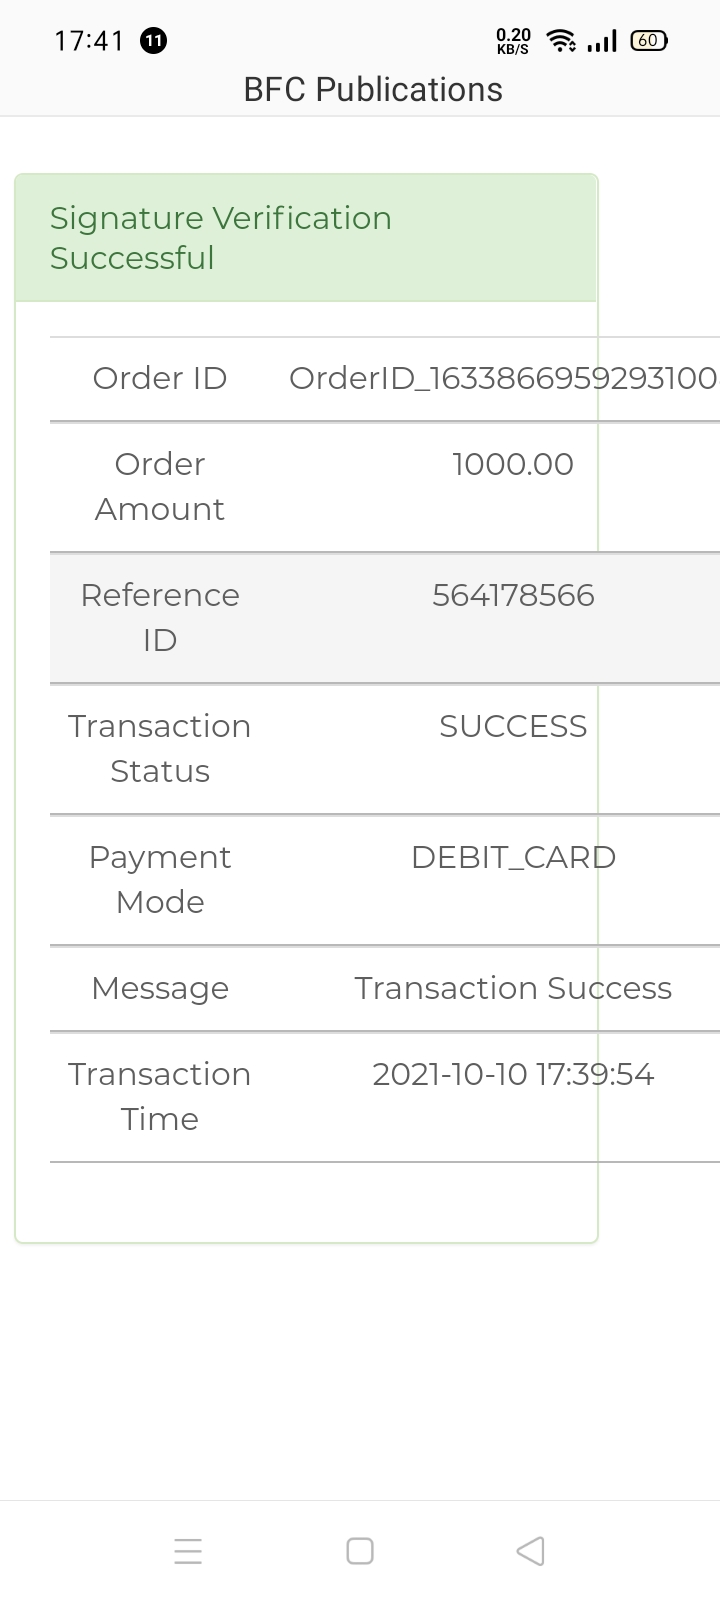 17:41 11 0.20 KB/S 60
BFC Publications
Signature Verification
Successful
Order ID OrderID_1633866959293100
Order 1000.00
Amount
Reference 564178566
ID
Transaction SUCCESS
Status
Payment DEBIT_CARD
Mode
Message Transaction Success
Transaction 2021-10-10 17:39:54
Time